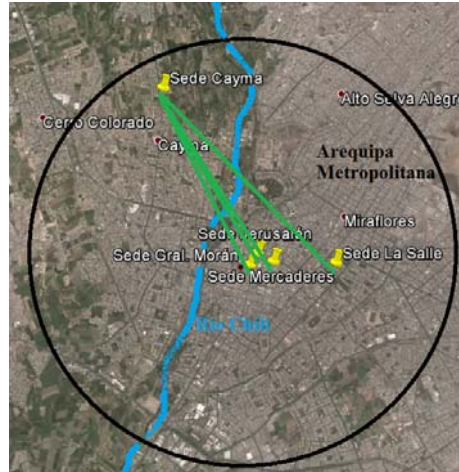 Sede Cayma
Alto Selva Alegre
Cerro Colorado
Cayma
Arequipa
Metropolitana
Miraflores
Sede Jerusalén
Sede Gral. Morán
Sede La Salle
Sede Mercaderes
Río Chili